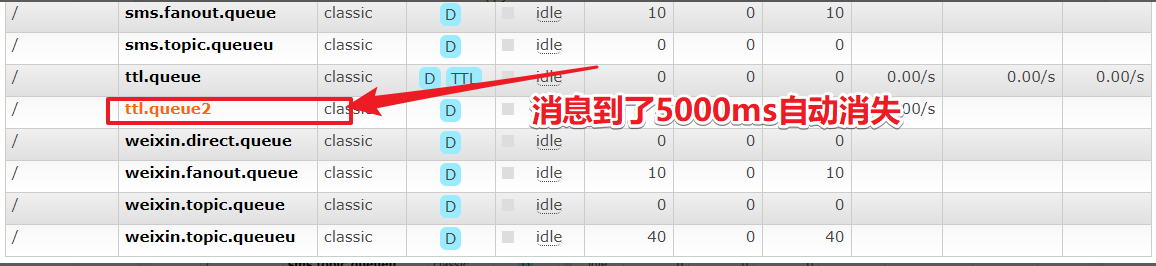 / sms.fanout.queue classic D idle 10 0 10
/ sms.topic.queueu classic D idle 0 0 0
/ ttl.queue classic D TTL idle 0 0 0 0.00/s 0.00/s 0.00/s
/ ttl.queue2 D 00/s
消息到了5000ms自动消失
/ weixin.direct.queue classic D idle 0 0 0
/ weixin.fanout.queue classic D idle 10 0 10
/ weixin.topic.queue classic D idle 0 0 0
/ weixin.topic.queueu classic D idle 40 0 40